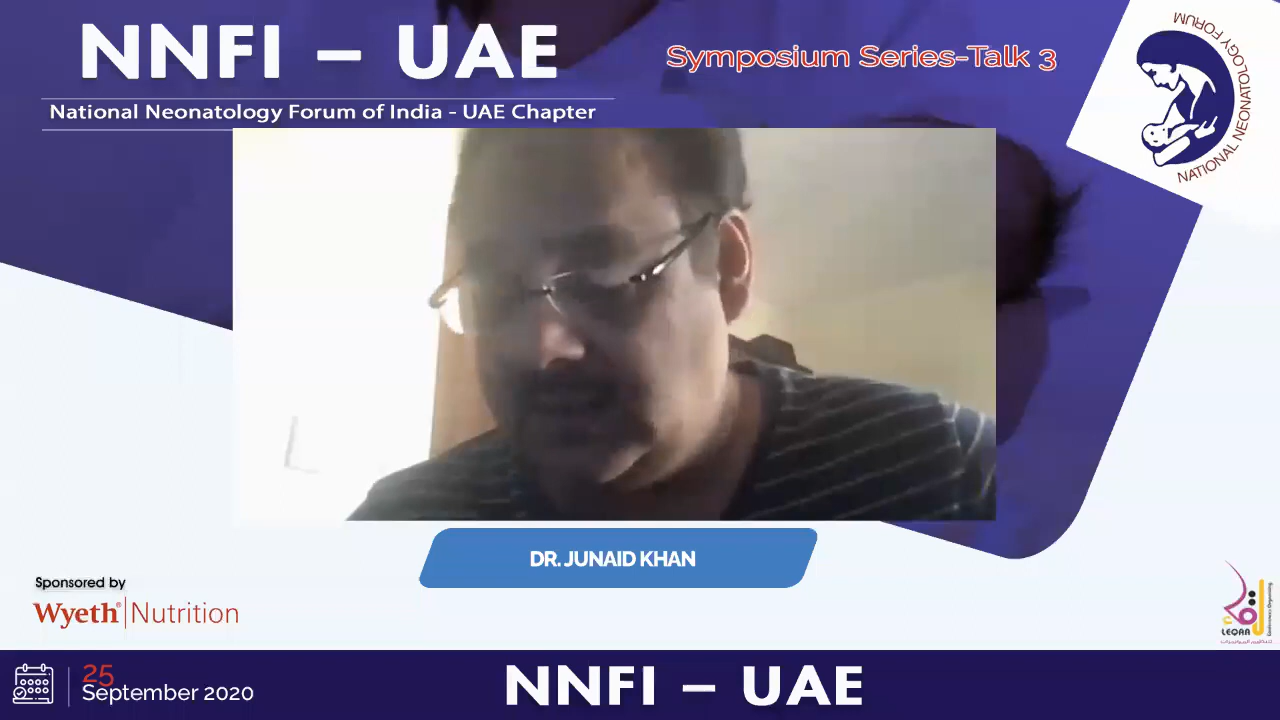 NNFI – UAE
Symposium Series-Talk 3
National Neonatology Forum of India - UAE Chapter
NATIONAL NEONATOLOGY FORUM
DR. JUNAID KHAN
Sponsored by
Wyeth® Nutrition
LEQAA
25
September 2020
NNFI – UAE